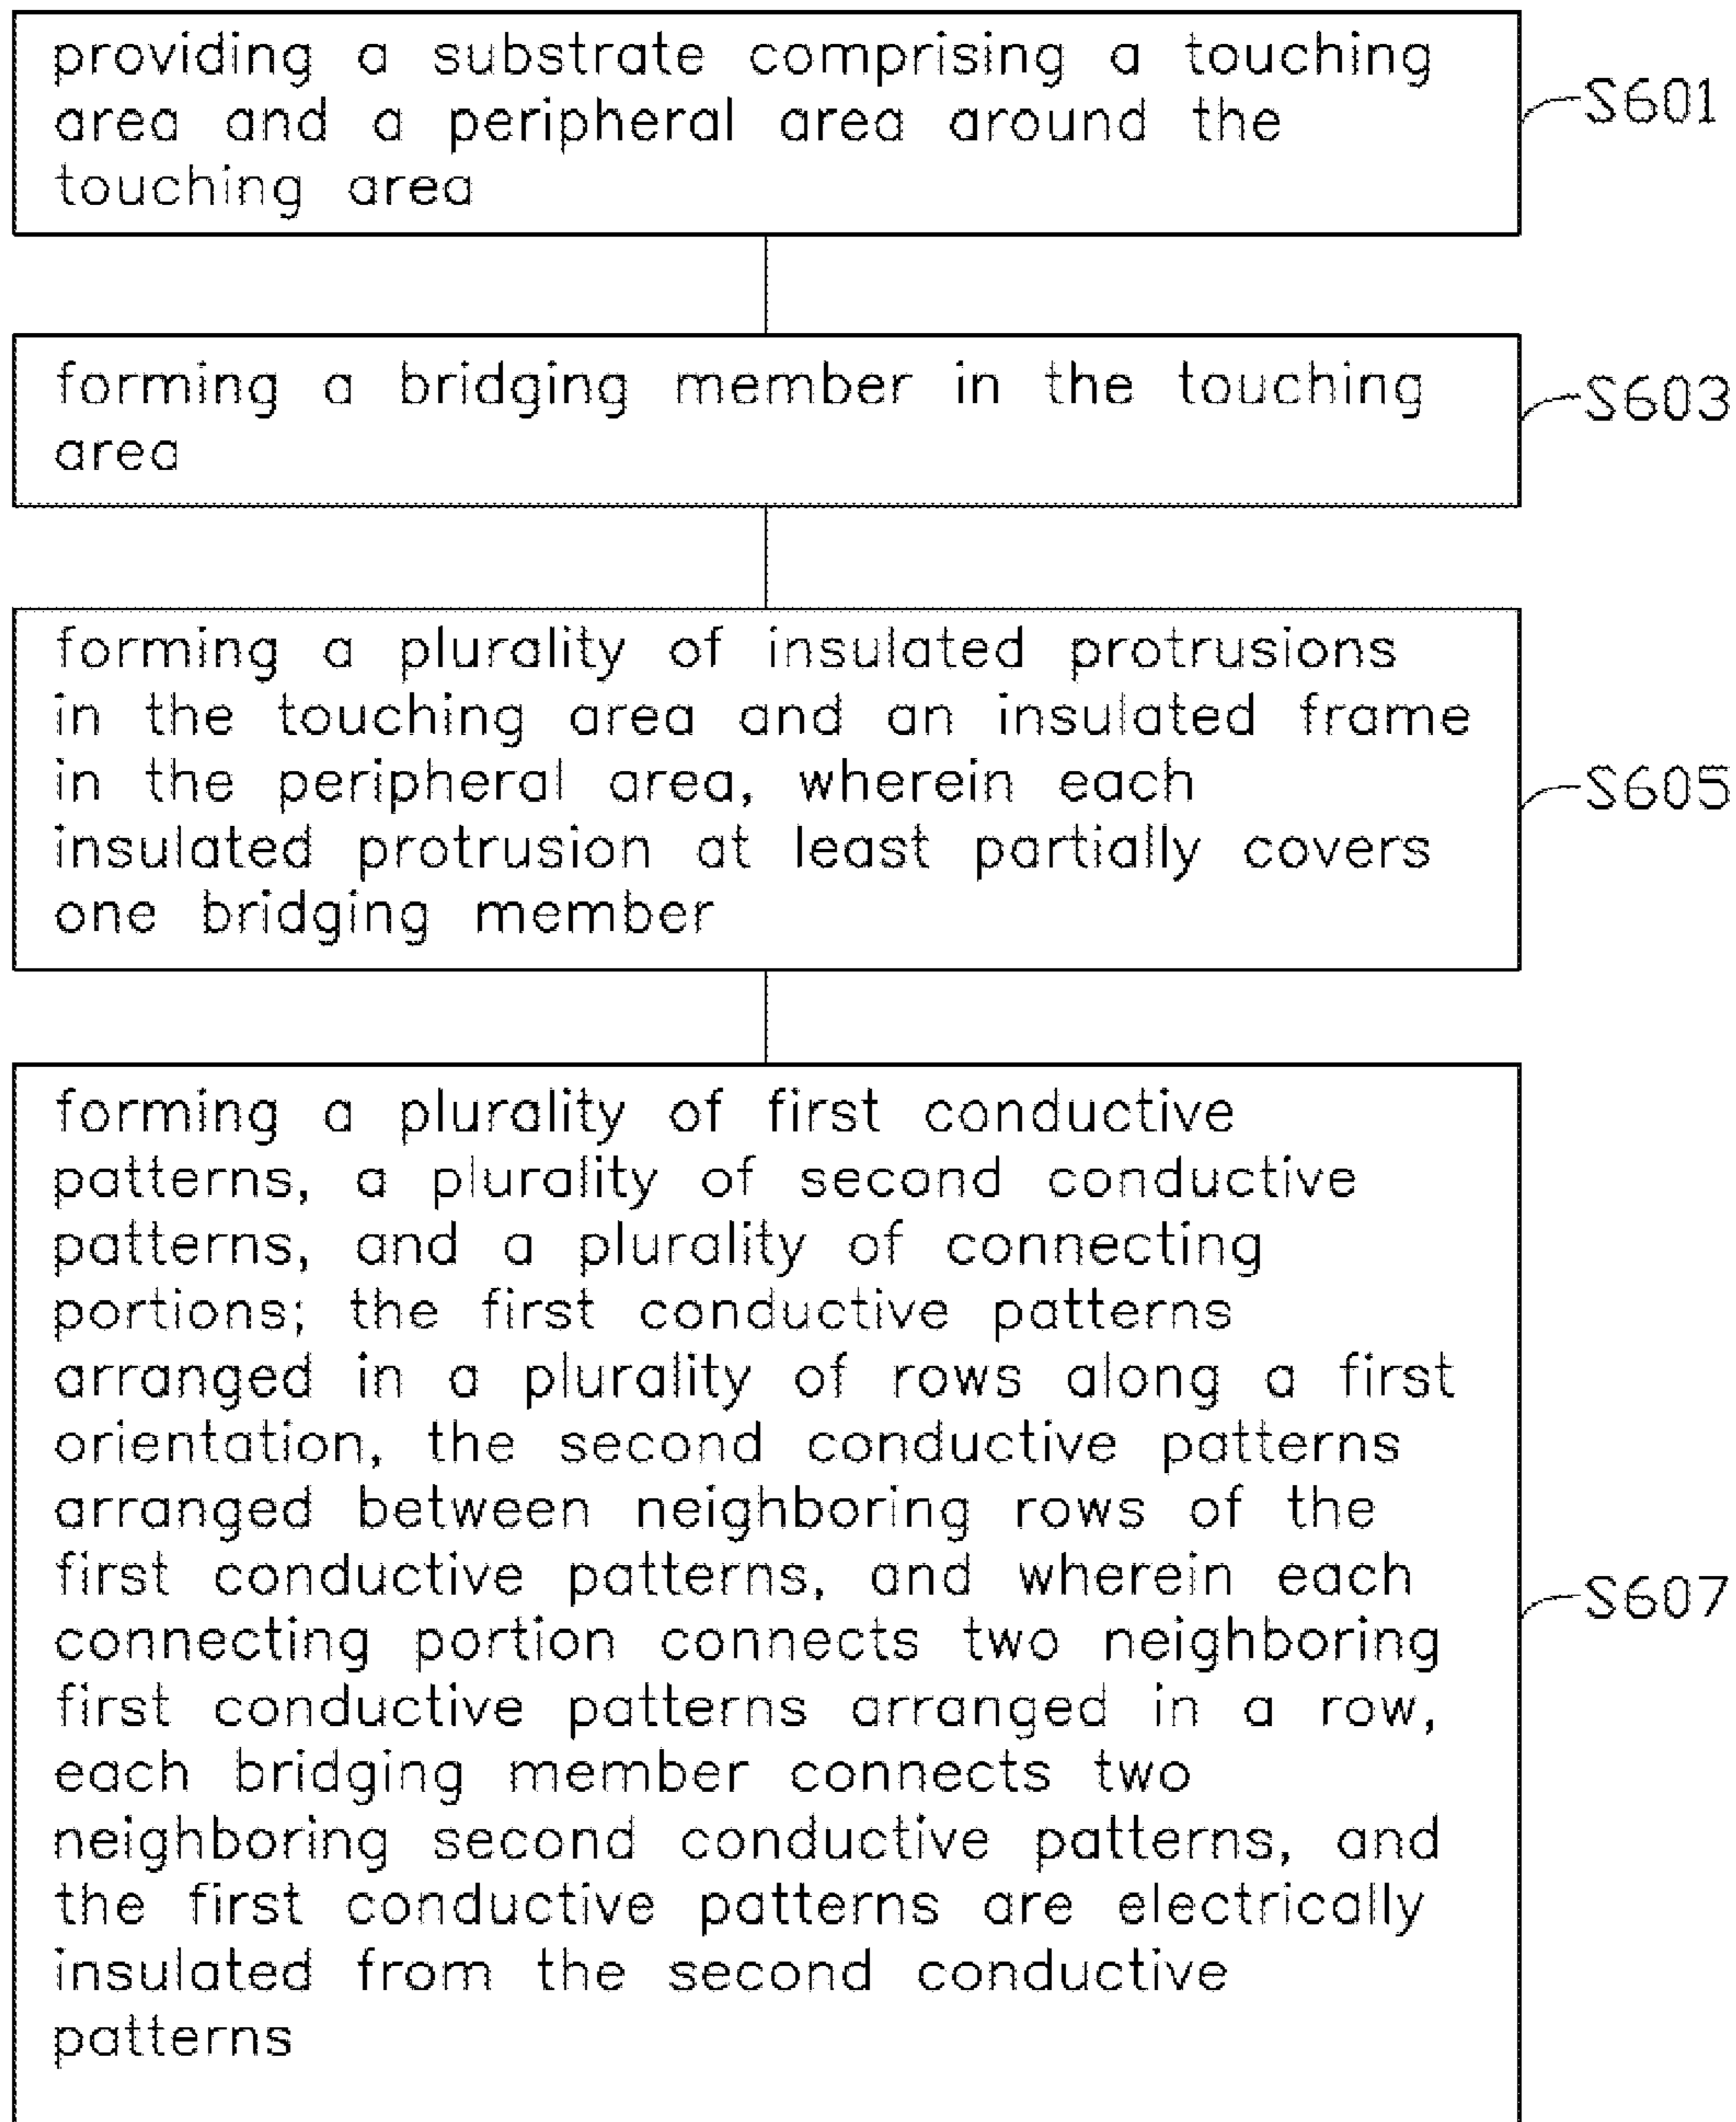 providing a substrate comprising a touching
area and a peripheral area around the
touching area
S601
forming a bridging member in the touching
area
S603
forming a plurality of insulated protrusions
in the touching area and an insulated frame
in the peripheral area, wherein each
insulated protrusion at least partially covers
one bridging member
S605
forming a plurality of first conductive
patterns, a plurality of second conductive
patterns, and a plurality of connecting
portions; the first conductive patterns
arranged in a plurality of rows along a first
orientation, the second conductive patterns
arranged between neighboring rows of the
first conductive patterns, and wherein each
connecting portion connects two neighboring
first conductive patterns arranged in a row,
each bridging member connects two
neighboring second conductive patterns, and
the first conductive patterns are electrically
insulated from the second conductive
patterns
S607